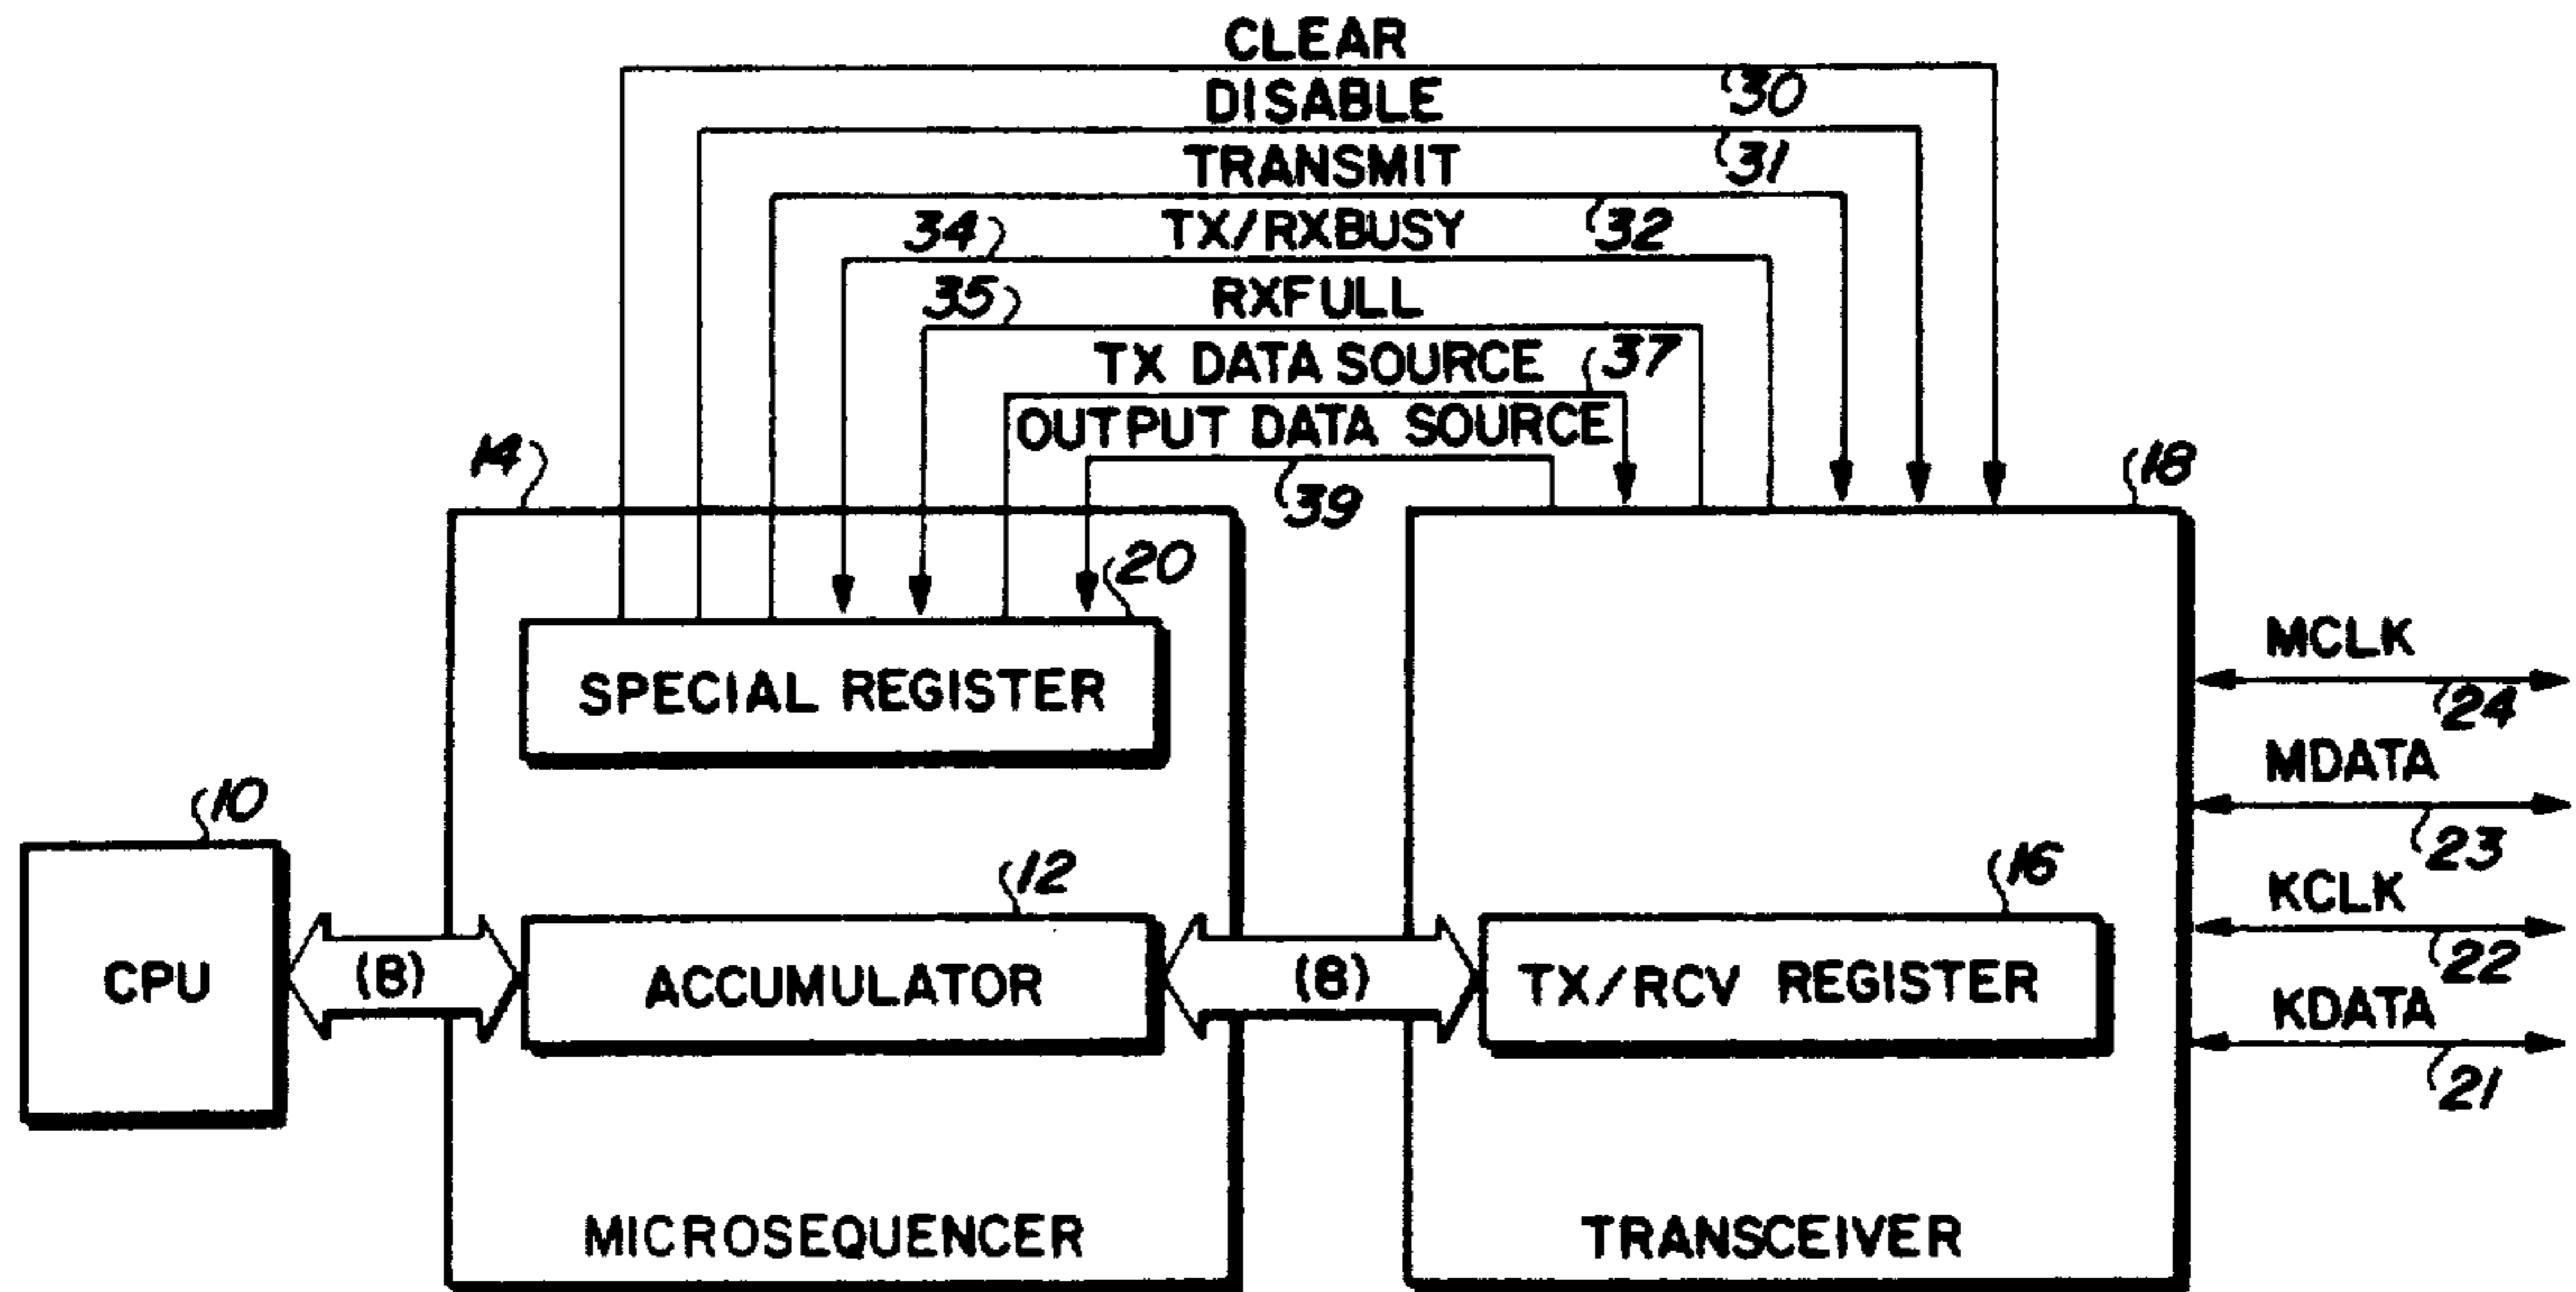 CLEAR
30
DISABLE
31
TRANSMIT
32
34 TX/RXBUSY
35 RXFULL
TX DATA SOURCE 37
OUTPUT DATA SOURCE
39
14
18
20
SPECIAL REGISTER
MCLK
24
MDATA
23
10
CPU
(8)
12
ACCUMULATOR
(8)
16
TX/RCV REGISTER
KCLK
22
KDATA
21
MICROSEQUENCER
TRANSCEIVER